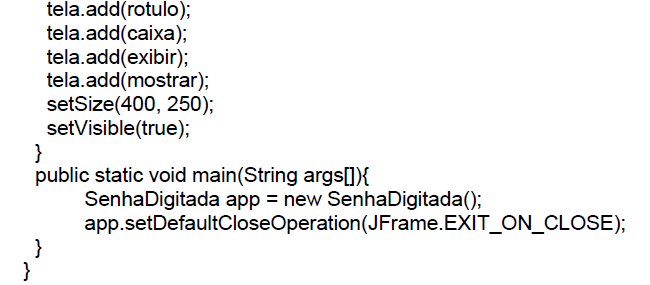 tela.add(rotulo);
tela.add(caixa);
tela.add(exibir);
tela.add(mostrar);
setSize(400, 250);
setVisible(true);
}
public static void main(String args[]){
SenhaDigitada app = new SenhaDigitada();
app.setDefaultCloseOperation(JFrame.EXIT_ON_CLOSE);
}
}